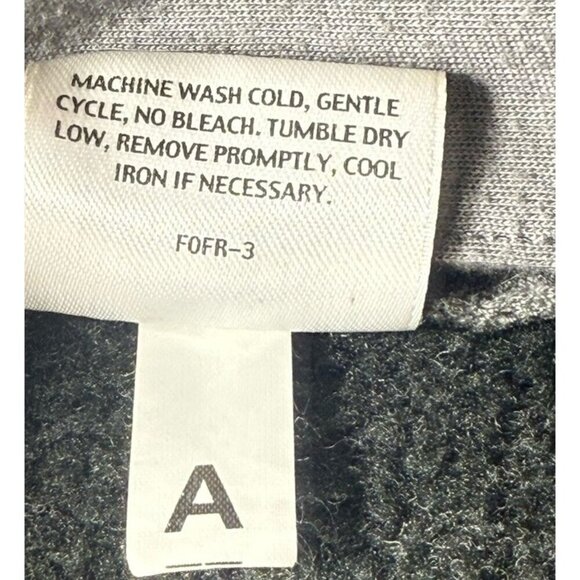 MACHINE WASH COLD, GENTLE
CYCLE, NO BLEACH. TUMBLE DRY
LOW, REMOVE PROMPTLY, COOL
IRON IF NECESSARY.
F0FR-3
A